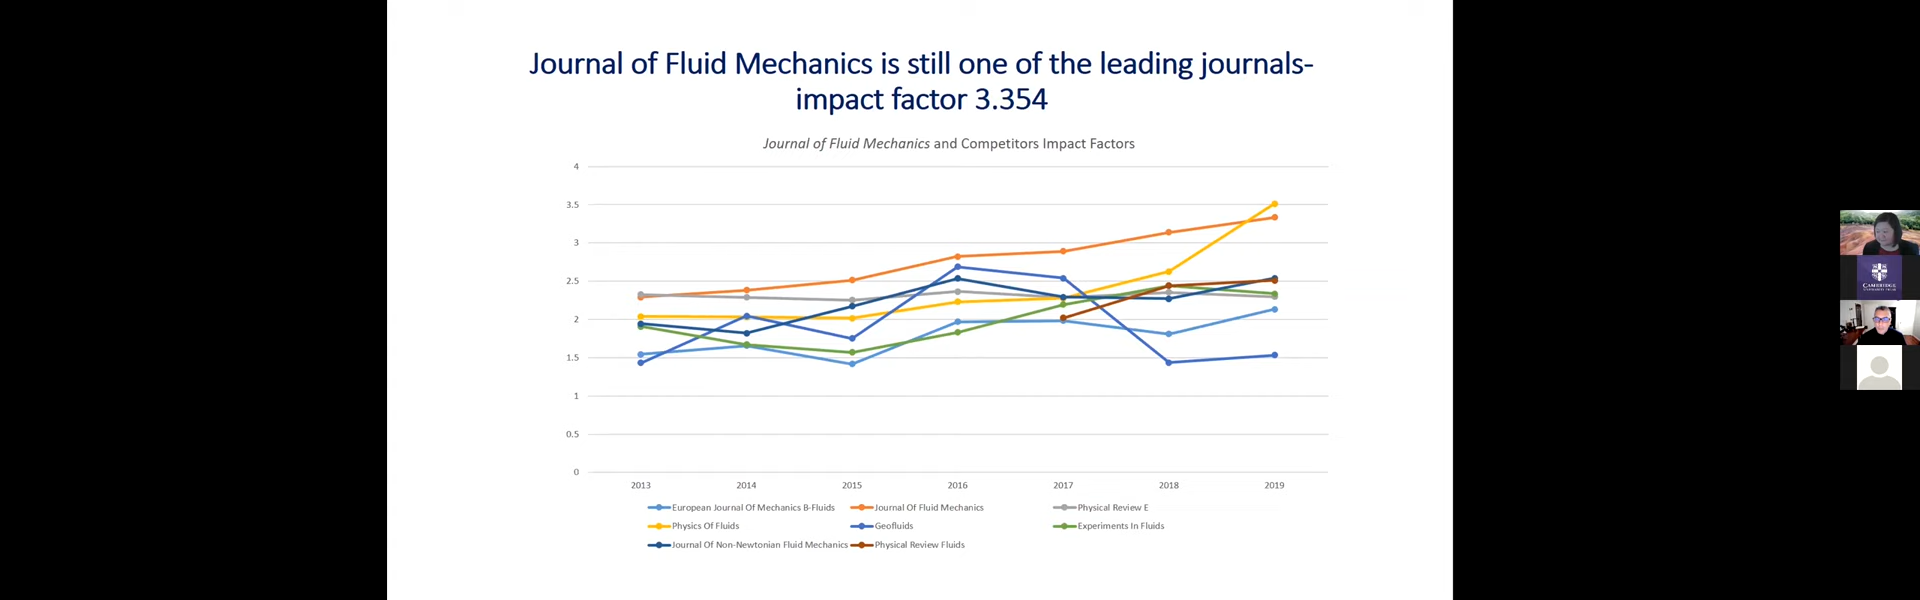 Journal of Fluid Mechanics is still one of the leading journals-
impact factor 3.354
Journal of Fluid Mechanics and Competitors Impact Factors
4
3.5
3
2.5
2
1.5
1
0.5
0
2013 2014 2015 2016 2017 2018 2019
European Journal Of Mechanics B-Fluids Journal Of Fluid Mechanics Physical Review E
Physics Of Fluids Geofluids Experiments In Fluids
Journal Of Non-Newtonian Fluid Mechanics Physical Review Fluids
CAMBRIDGE